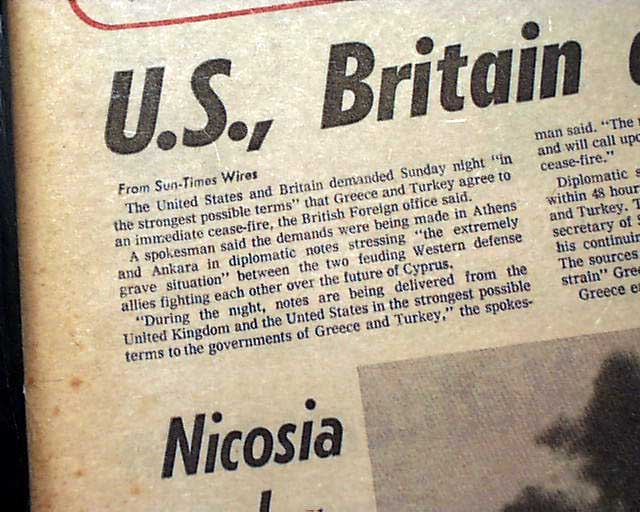 U.S., Britain
From Sun-Times Wires
The United States and Britain demanded Sunday night "in
the strongest possible terms" that Greece and Turkey agree to
an immediate cease-fire, the British Foreign office said.
A spokesman said the demands were being made in Athens
and Ankara in diplomatic notes stressing "the extremely
grave situation" between the two feuding Western defense
allies fighting each other over the future of Cyprus.
"During the night, notes are being delivered from the
United Kingdom and the Unted States in the strongest possible
terms to the governments of Greece and Turkey," the spokes-
man said. "The
and will call upo
cease-fire."
Diplomatic s
within 48 hour
and Turkey. T
secretary of S
his continuin
The sources
strain" Gree
Greece e
Nicosia